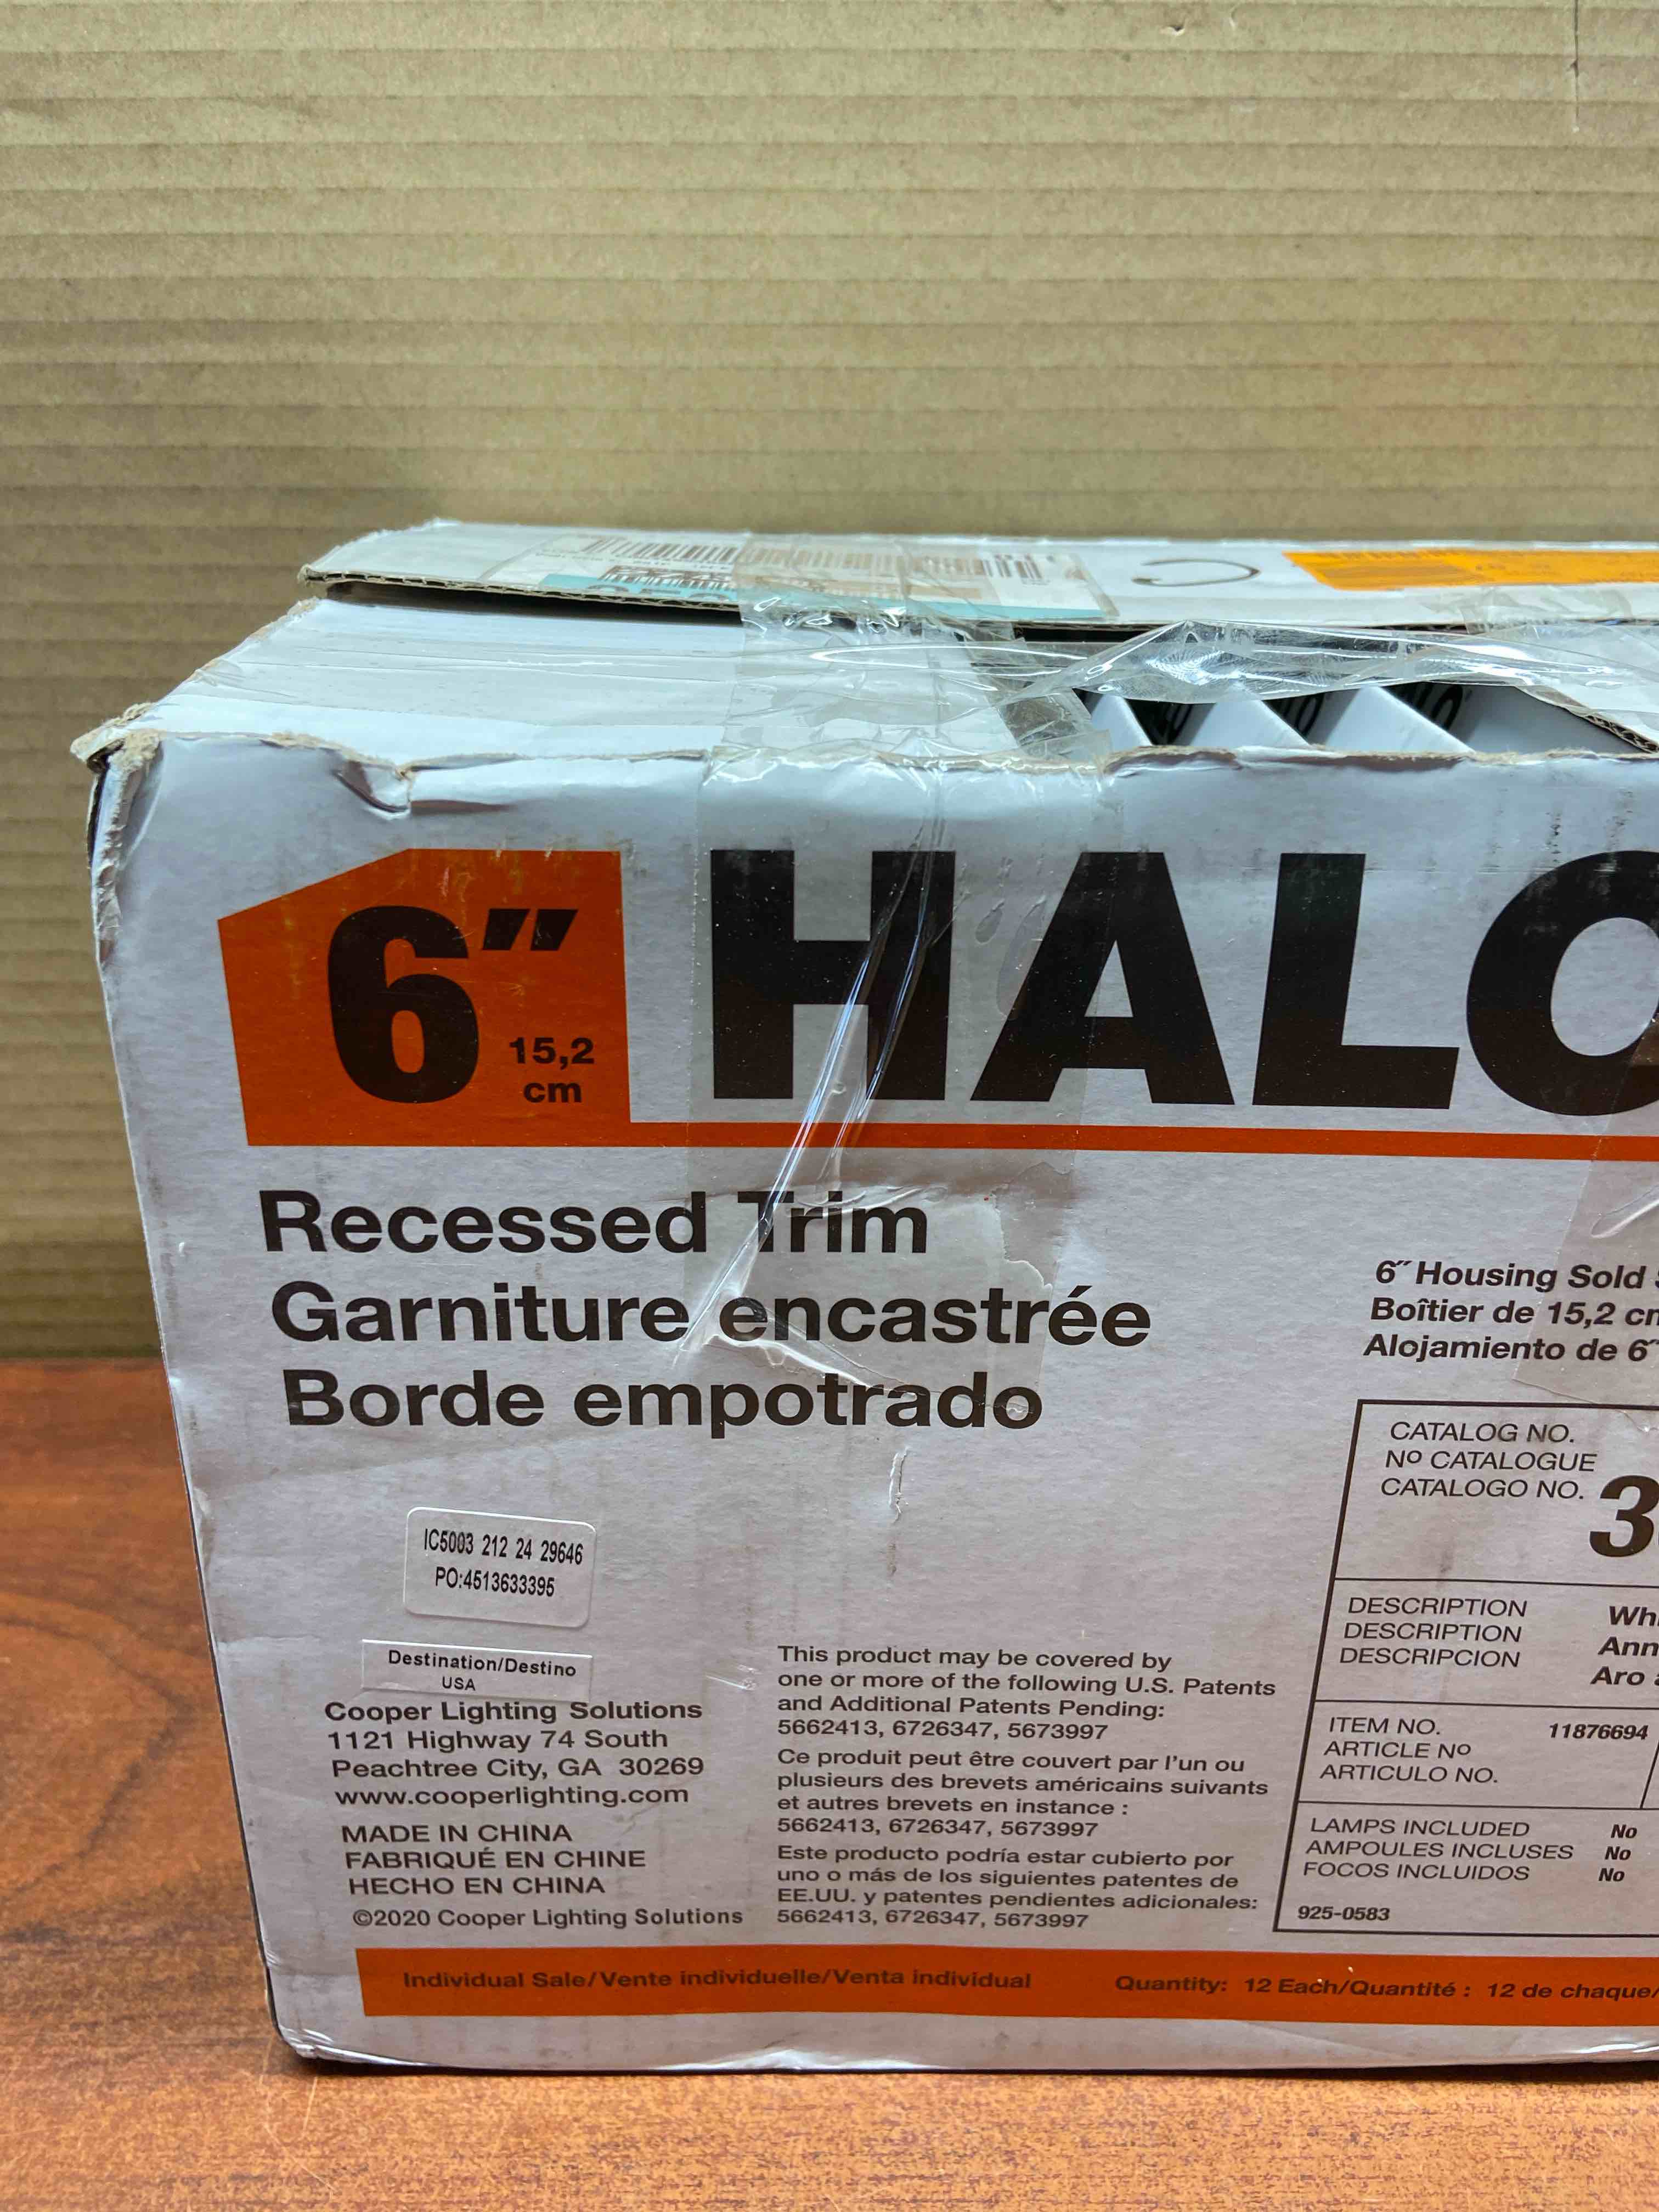 6″
15,2
cm
HALO
Recessed Trim
Garniture encastrée
Borde empotrado
6″ Housing Sold
Boîtier de 15,2 cm
Alojamiento de 6″
CATALOG NO.
Nº CATALOGUE
CATALOGO NO.
3
DESCRIPTION
DESCRIPTION
DESCRIPCION
Ann
Aro
ITEM NO.
ARTICLE Nº
ARTICULO NO.
11876694
LAMPS INCLUDED No
AMPOULES INCLUSES No
FOCOS INCLUIDOS No
925-0583
IC5003 212 24 29646
PO:4513633395
Destination/Destino
USA
Cooper Lighting Solutions
1121 Highway 74 South
Peachtree City, GA 30269
www.cooperlighting.com
MADE IN CHINA
FABRIQUÉ EN CHINE
HECHO EN CHINA
©2020 Cooper Lighting Solutions
This product may be covered by
one or more of the following U.S. Patents
and Additional Patents Pending:
5662413, 6726347, 5673997
Ce produit peut être couvert par l'un ou
plusieurs des brevets américains suivants
et autres brevets en instance :
5662413, 6726347, 5673997
Este producto podría estar cubierto por
uno o más de los siguientes patentes de
EE.UU. y patentes pendientes adicionales:
5662413, 6726347, 5673997
Individual Sale/Vente individuelle/Venta individual
Quantity: 12 Each/Quantité : 12 de chaque/